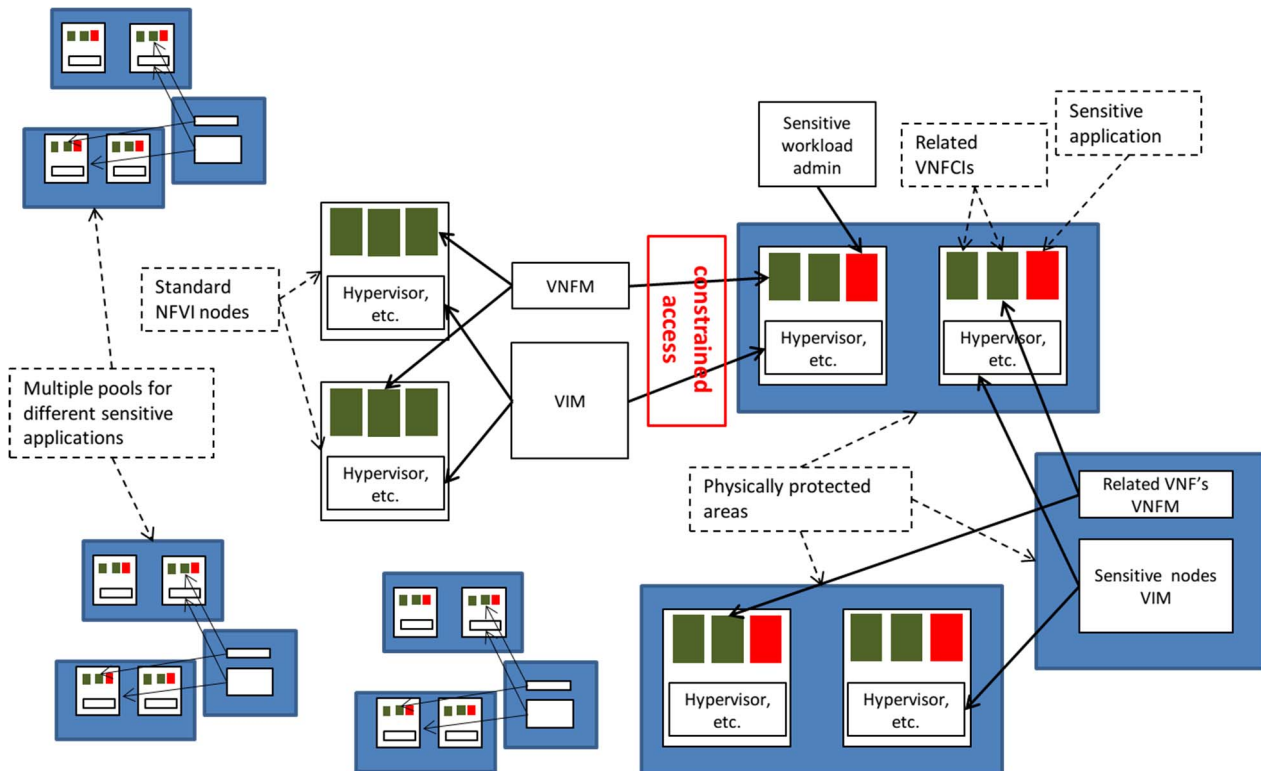 Sensitive
workload
admin
Related
VNFCIs
Sensitive
application
Standard
NFVI nodes
Hypervisor,
etc.
VNFM
constrained
access
Hypervisor,
etc.
Hypervisor,
etc.
Multiple pools for
different sensitive
applications
VIM
Hypervisor,
etc.
Physically protected
areas
Related VNF's
VNFM
Sensitive nodes
VIM
Hypervisor,
etc.
Hypervisor,
etc.